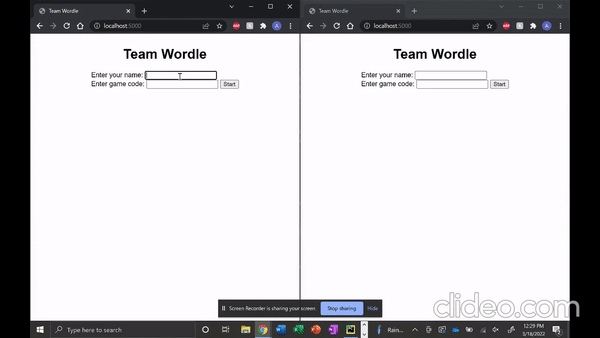 Team Wordle
localhost:5000
Team Wordle
Enter your name:
Enter game code:
Start
Team Wordle
localhost:5000
Team Wordle
Enter your name:
Enter game code:
Start
Screen Recorder is sharing your screen.
Stop sharing
Hide
clideo.com
Type here to search
Rain...
12:29 PM
5/18/2022